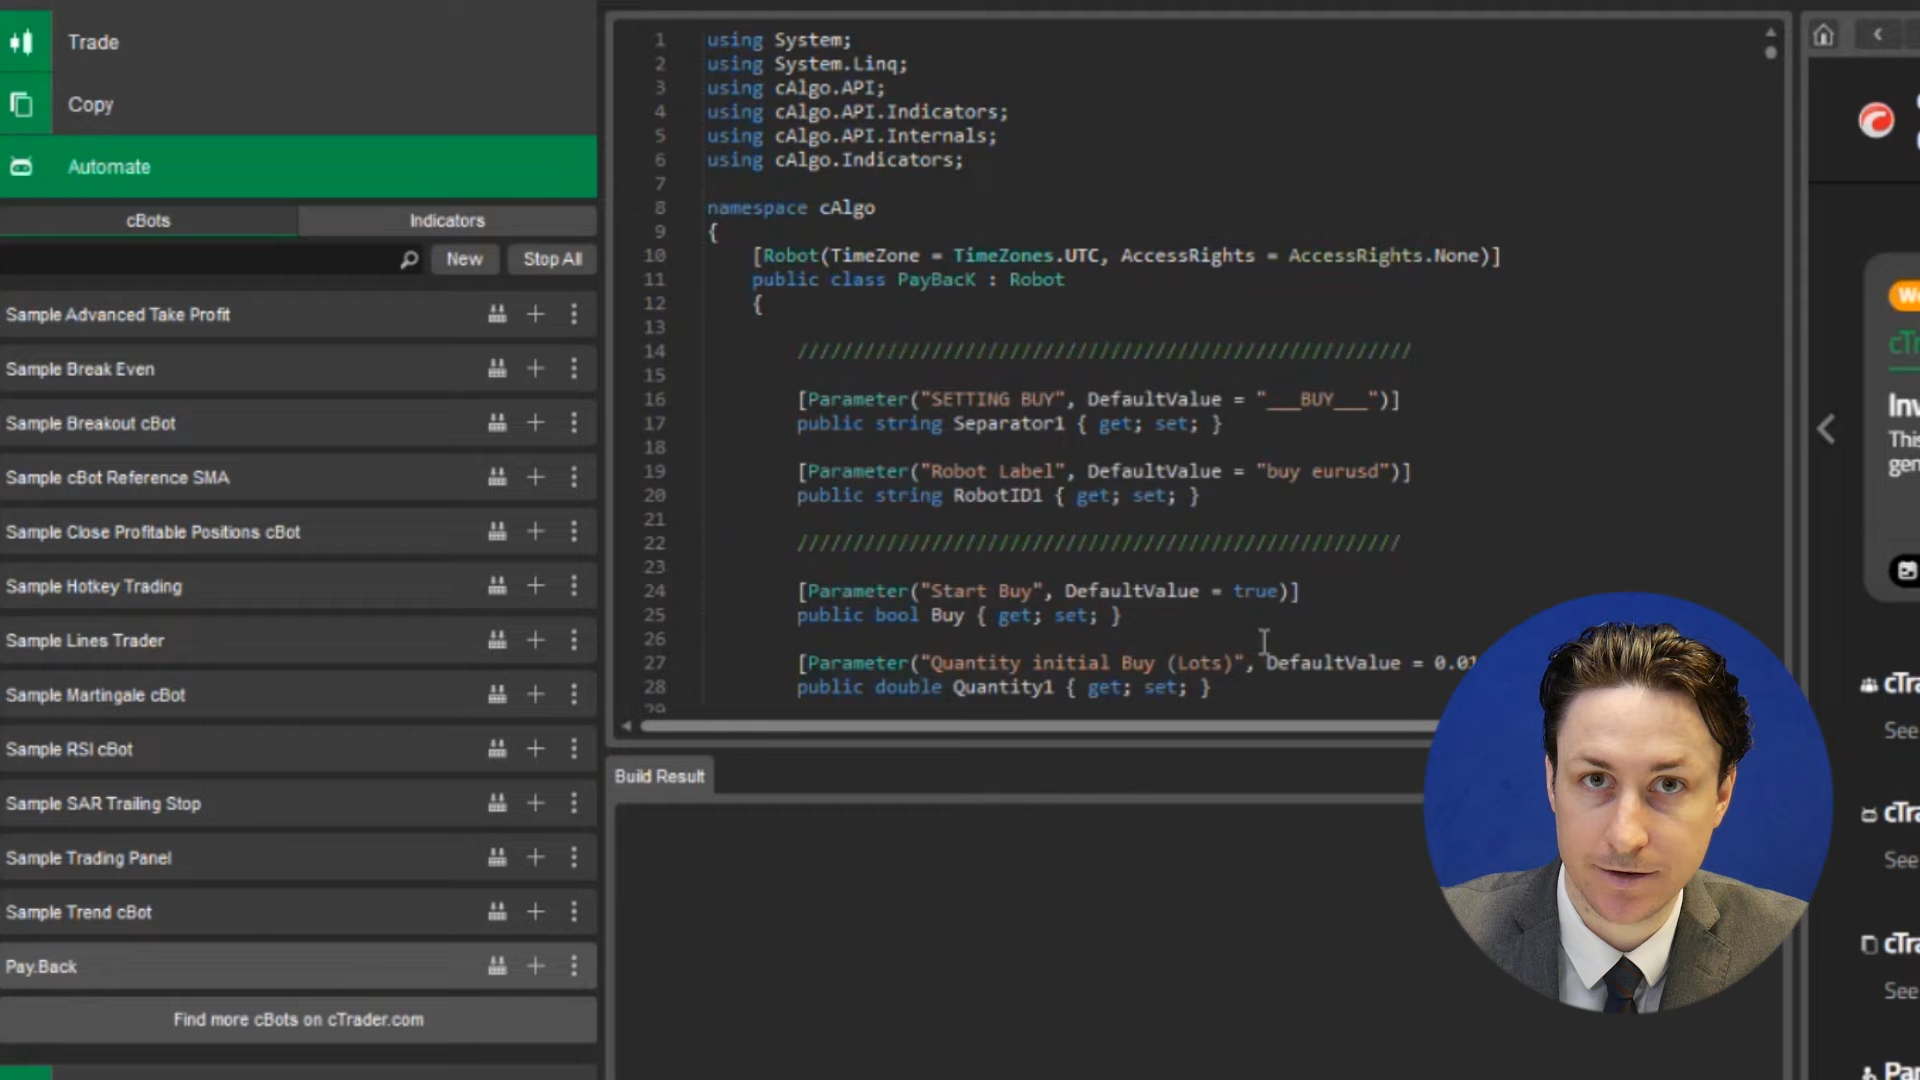 Trade
Copy
Automate
cBots
Indicators
New
Stop All
Sample Advanced Take Profit
Sample Break Even
Sample Breakout cBot
Sample cBot Reference SMA
Sample Close Profitable Positions cBot
Sample Hotkey Trading
Sample Lines Trader
Sample Martingale cBot
Sample RSI cBot
Sample SAR Trailing Stop
Sample Trading Panel
Sample Trend cBot
Pay.Back
Find more cBots on cTrader.com
1 using System;
2 using System.Linq;
3 using cAlgo.API;
4 using cAlgo.API.Indicators;
5 using cAlgo.API.Internals;
6 using cAlgo.Indicators;
7
8 namespace cAlgo
9 {
10 [Robot(TimeZone = TimeZones.UTC, AccessRights = AccessRights.None)]
11 public class PayBacK : Robot
12 {
13
14 ///////////////////////////////////////////////////////
15
16 [Parameter("SETTING BUY", DefaultValue = "___BUY___")]
17 public string Separator1 { get; set; }
18
19 [Parameter("Robot Label", DefaultValue = "buy eurusd")]
20 public string RobotID1 { get; set; }
21
22 //////////////////////////////////////////////////////
23
24 [Parameter("Start Buy", DefaultValue = true)]
25 public bool Buy { get; set; }
26
27 [Parameter("Quantity initial Buy (Lots)", DefaultValue = 0.01
28 public double Quantity1 { get; set; }
29
Build Result
See
See
See